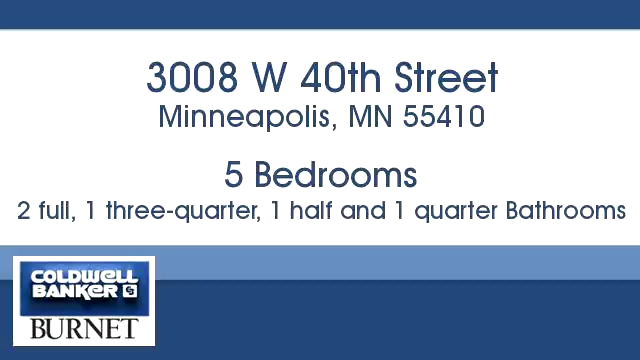 3008 W 40th Street
Minneapolis, MN 55410
5 Bedrooms
2 full, 1 three-quarter, 1 half and 1 quarter Bathrooms
COLDWELL
BANKER CB
BURNET